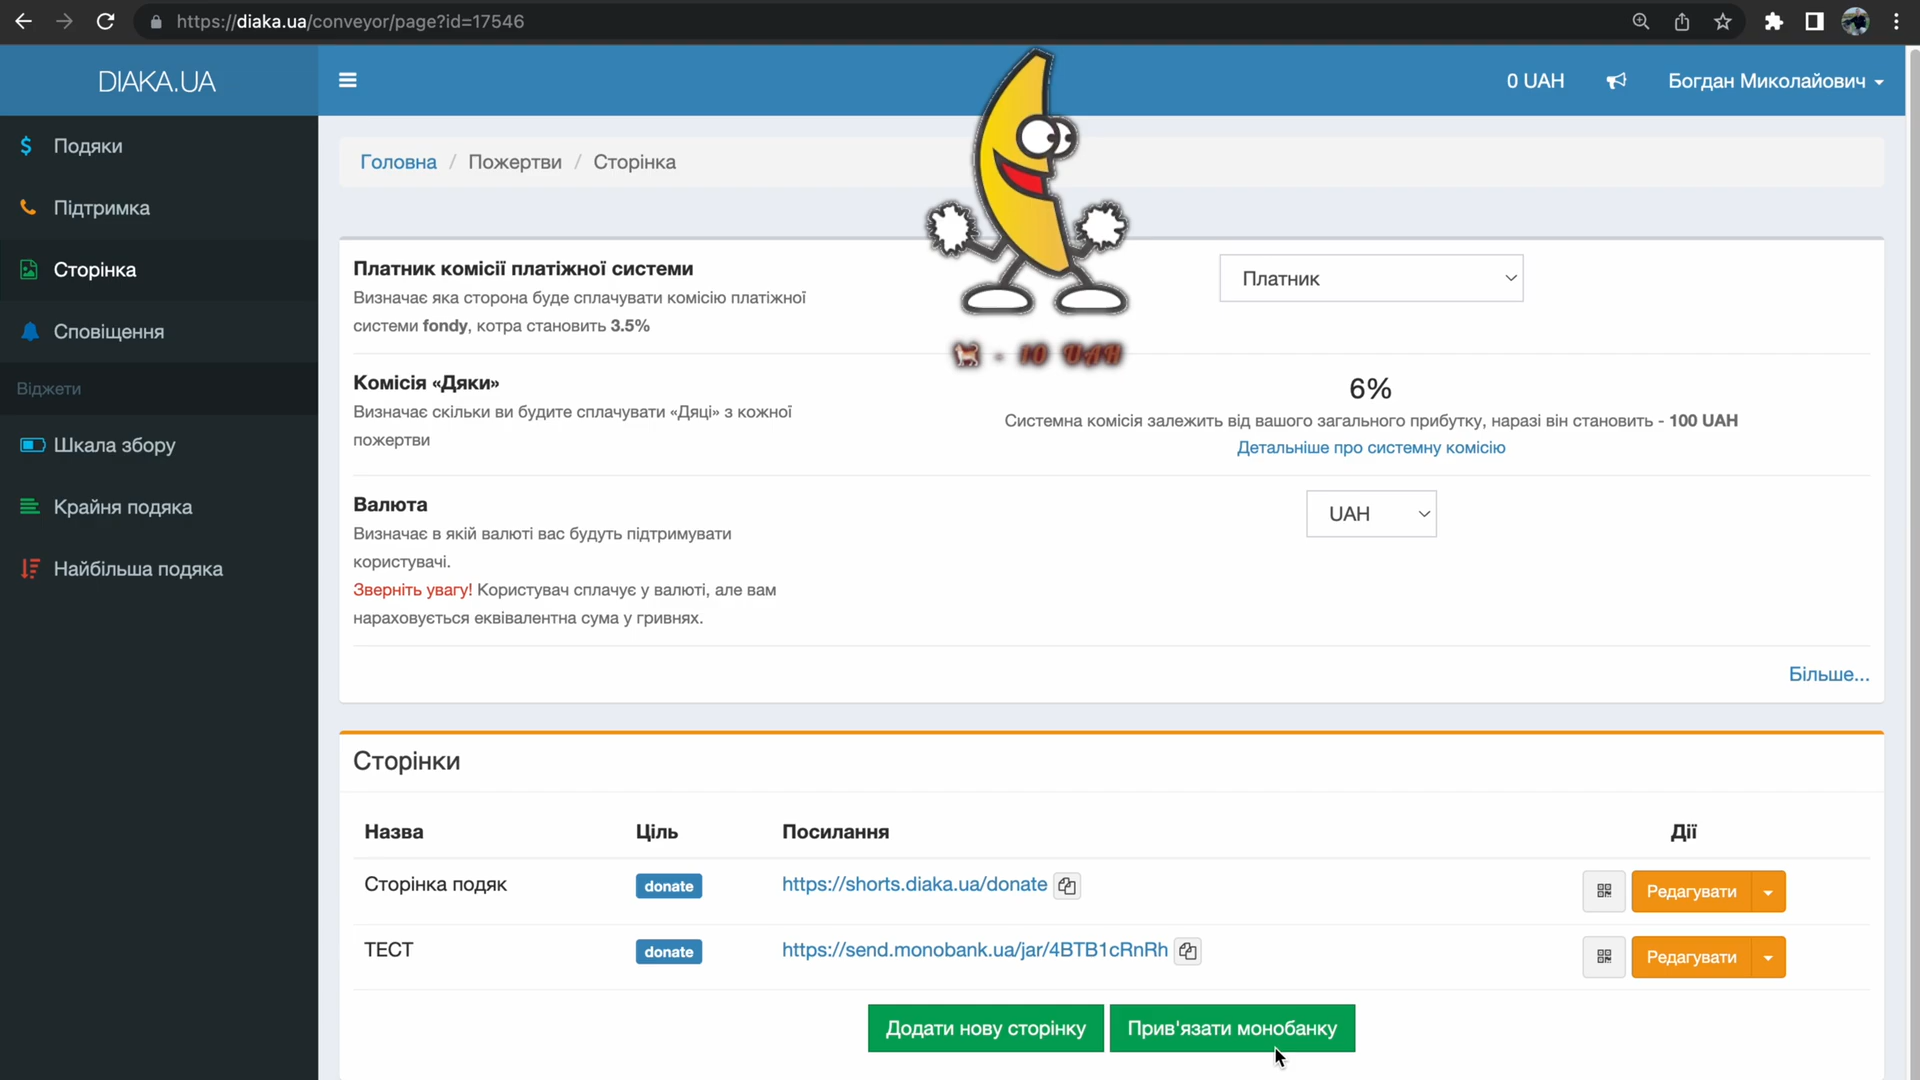 https://diaka.ua/conveyor/page?id=17546
DIAKA.UA
0 UAH
Богдан Миколайович
Подяки
Підтримка
Сторінка
Сповіщення
Віджети
Шкала збору
Крайня подяка
Найбільша подяка
Головна / Пожертви / Сторінка
Платник комісії платіжної системи
Визначає яка сторона буде сплачувати комісію платіжної
системи fondy, котра становить 3.5%
Платник
- 10 UAH
Комісія «Дяки»
Визначає скільки ви будите сплачувати «Дяці» з кожної
пожертви
6%
Системна комісія залежить від вашого загального прибутку, наразі він становить - 100 UAH
Детальніше про системну комісію
Валюта
Визначає в якій валюті вас будуть підтримувати
користувачі.
Зверніть увагу! Користувач сплачує у валюті, але вам
нараховується еквівалентна сума у гривнях.
UAH
Більше...
Сторінки
Назва Ціль Посилання Дії
Сторінка подяк donate https://shorts.diaka.ua/donate Редагувати
ТЕСТ donate https://send.monobank.ua/jar/4BTB1cRnRh Редагувати
Додати нову сторінку Прив'язати монобанку